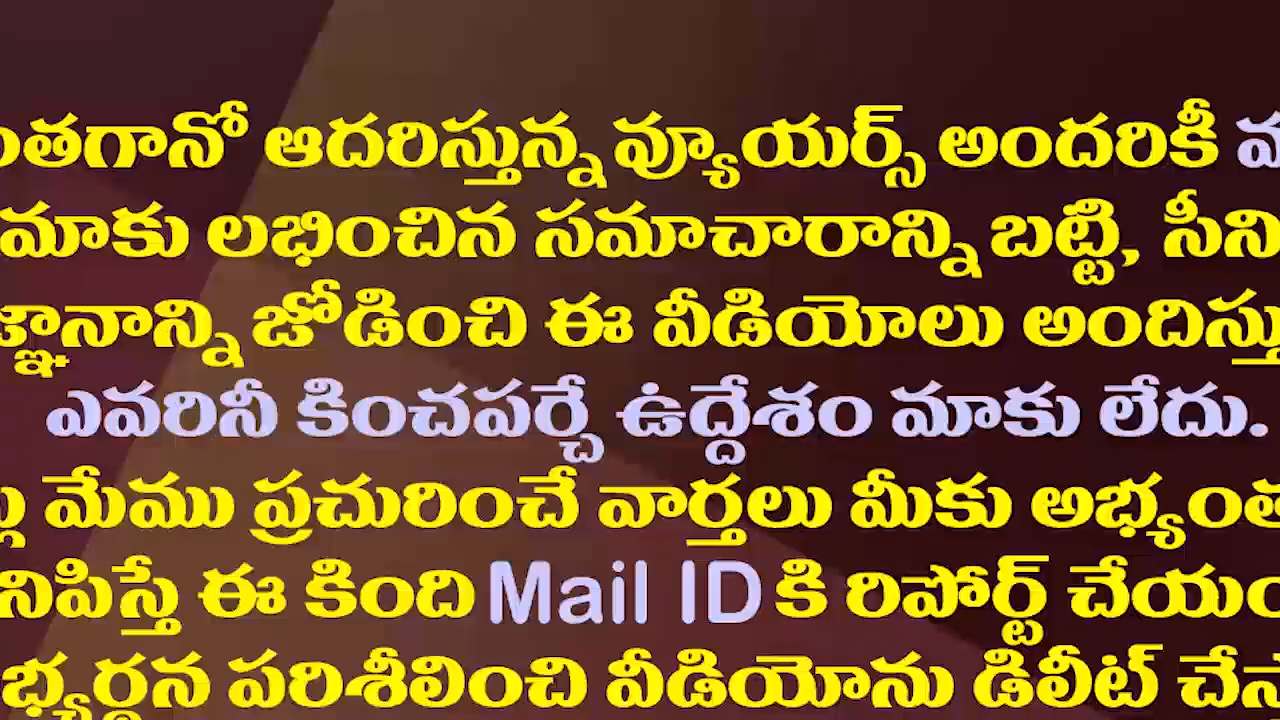 ంతగానో ఆదరిస్తున్న వ్యూయర్స్ అందరికీ
మాకు లభించిన సమాచారాన్ని బట్టి, సీని
జ్ఞానాన్ని జోడించి ఈ వీడియోలు అందిస్తు
ఎవరినీ కించపర్చే ఉద్దేశం మాకు లేదు.
మేము ప్రచురించే వార్తలు మీకు అభ్యంత
నిపిస్తే ఈ కింది Mail ID కి రిపోర్ట్ చేయం
భ్యర్థన పరిశీలించి వీడియోను డిలీట్ చేస